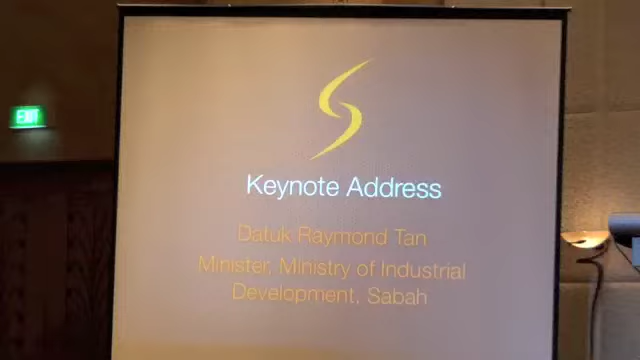 EXIT
Keynote Address
Datuk Raymond Tan
Minister, Ministry of Industrial
Development, Sabah